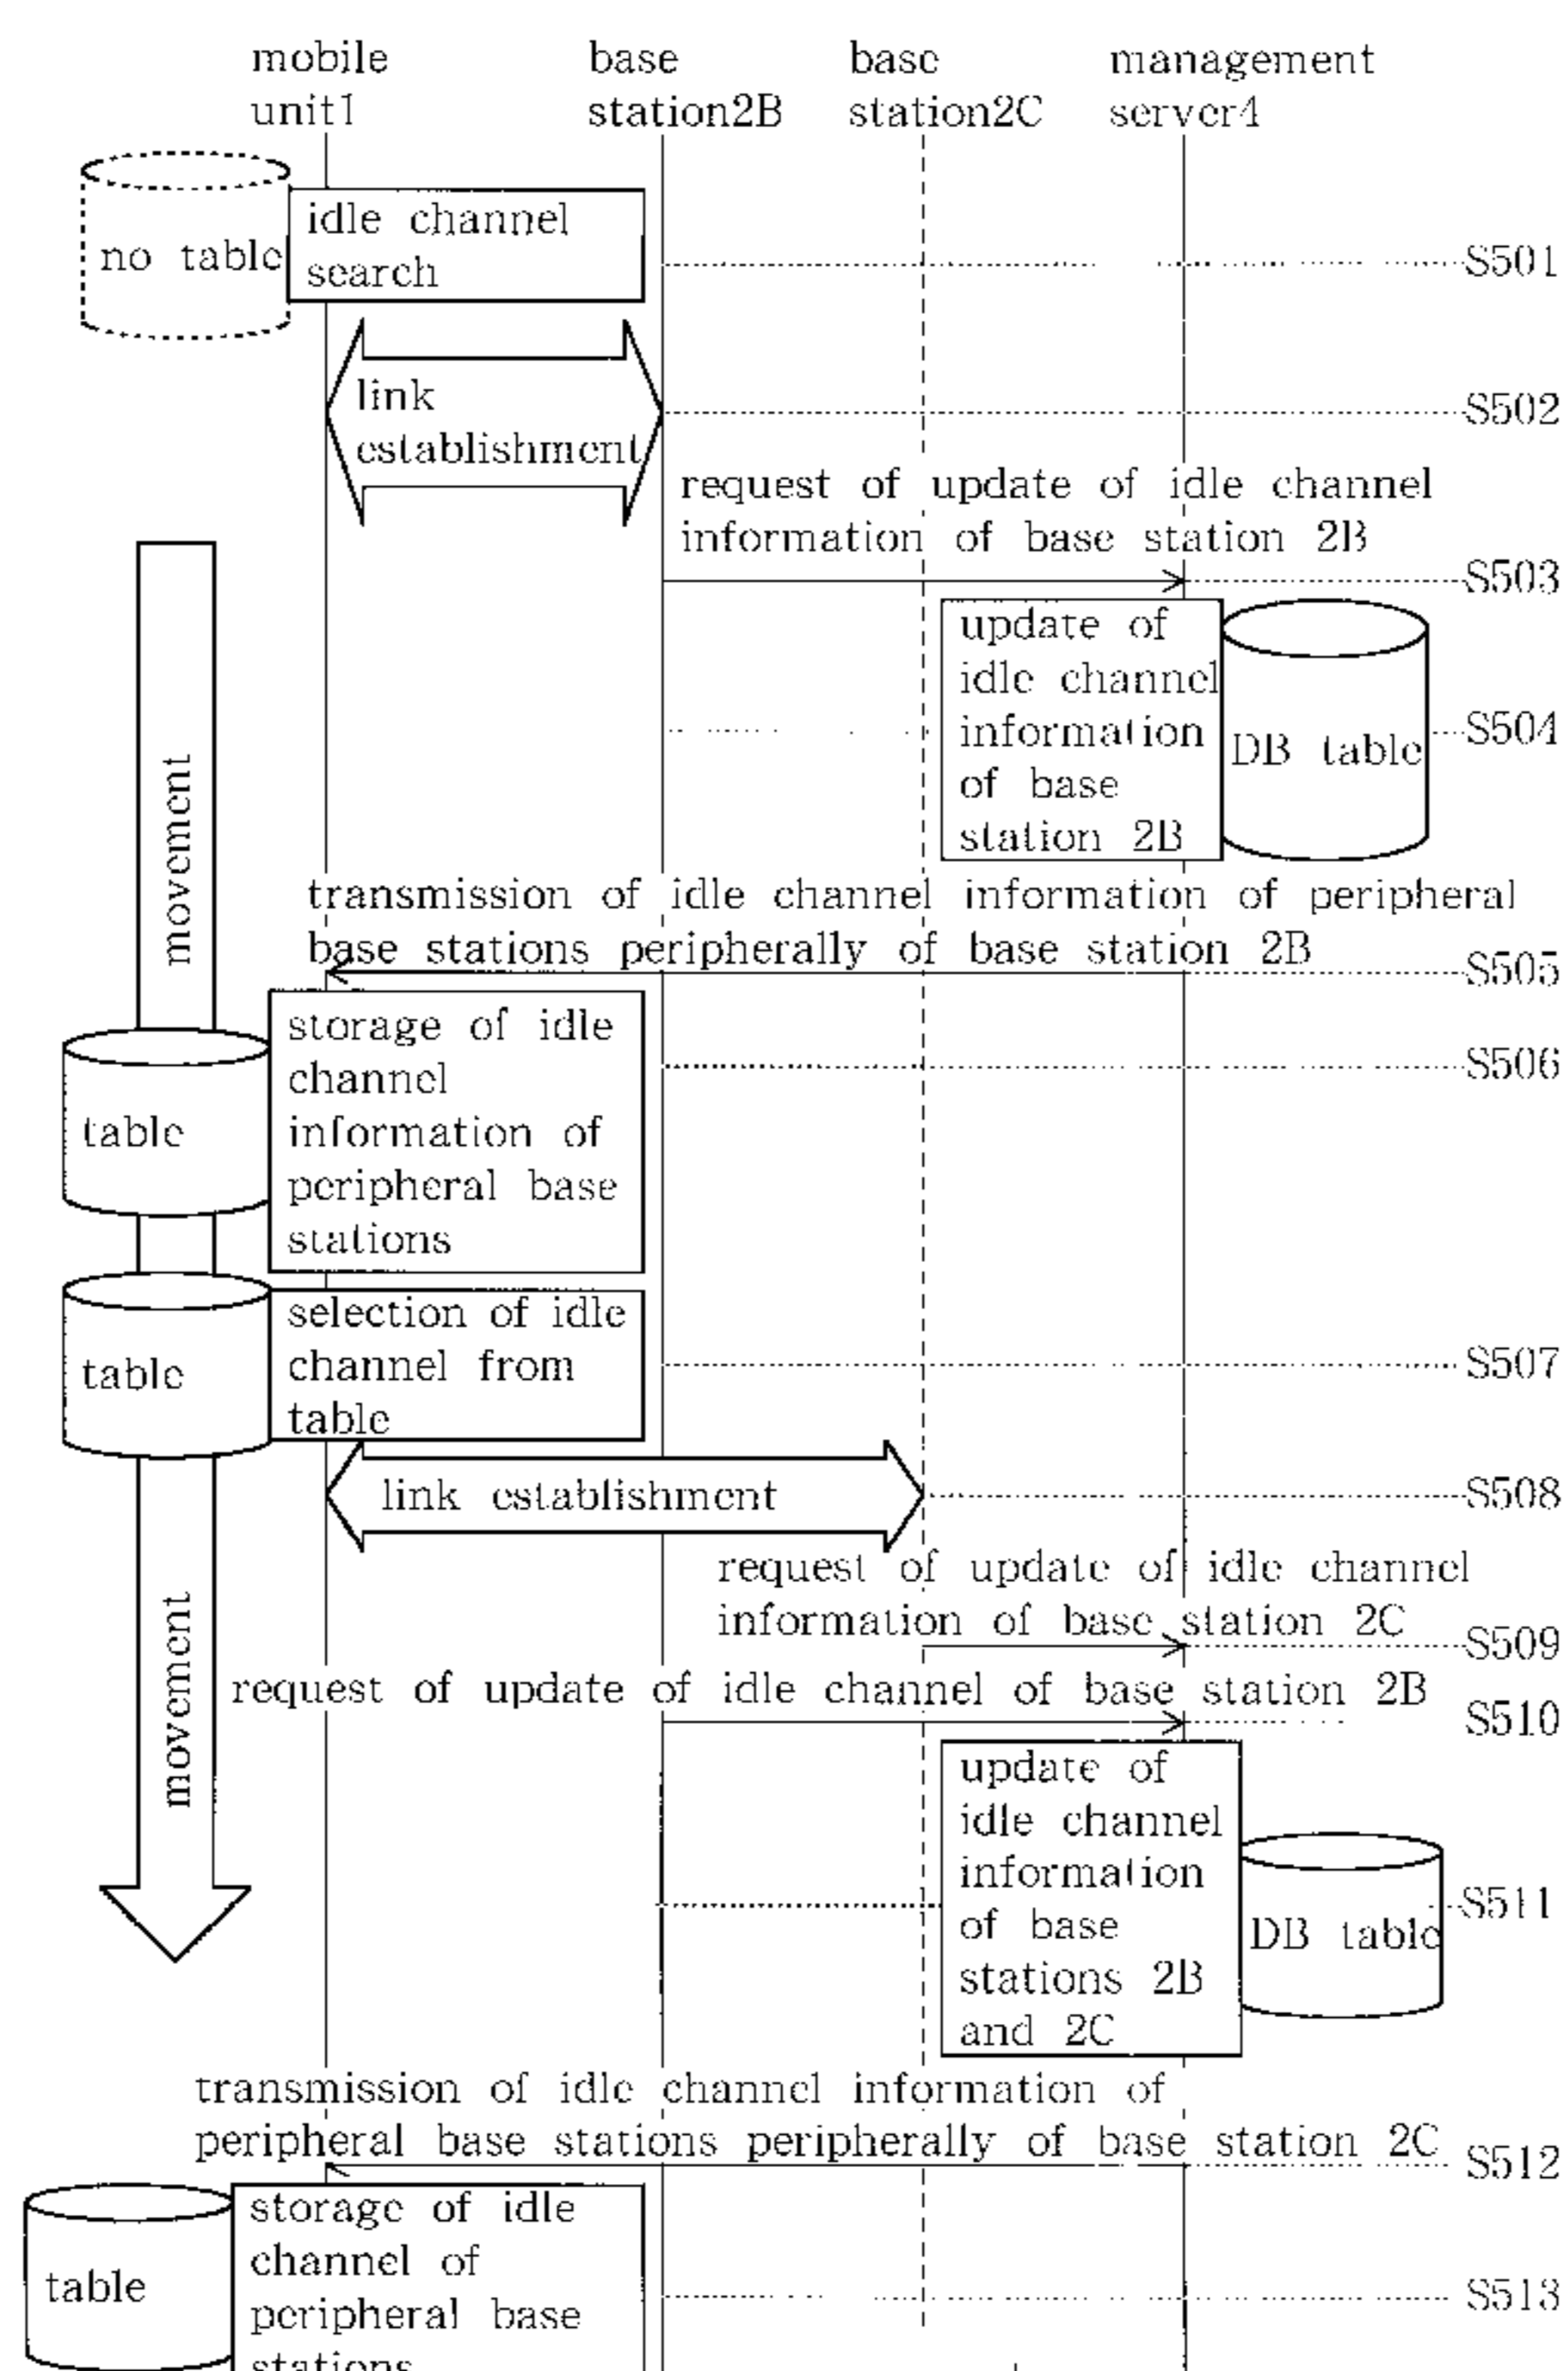 mobile unit1
base station2B
base station2C
management server4
no table
idle channel
search
S501
link
establishment
S502
request of update of idle channel
information of base station 2B
S503
update of
idle channel
information
of base
station 2B
DB table
S504
movement
transmission of idle channel information of peripheral
base stations peripherally of base station 2B
S505
table
storage of idle
channel
information of
peripheral base
stations
S506
table
selection of idle
channel from
table
S507
link establishment
S508
request of update of idle channel
information of base station 2C
S509
movement
request of update of idle channel of base station 2B
S510
update of
idle channel
information
of base
stations 2B
and 2C
DB table
S511
transmission of idle channel information of
peripheral base stations peripherally of base station 2C
S512
table
storage of idle
channel of
peripheral base
stations
S513